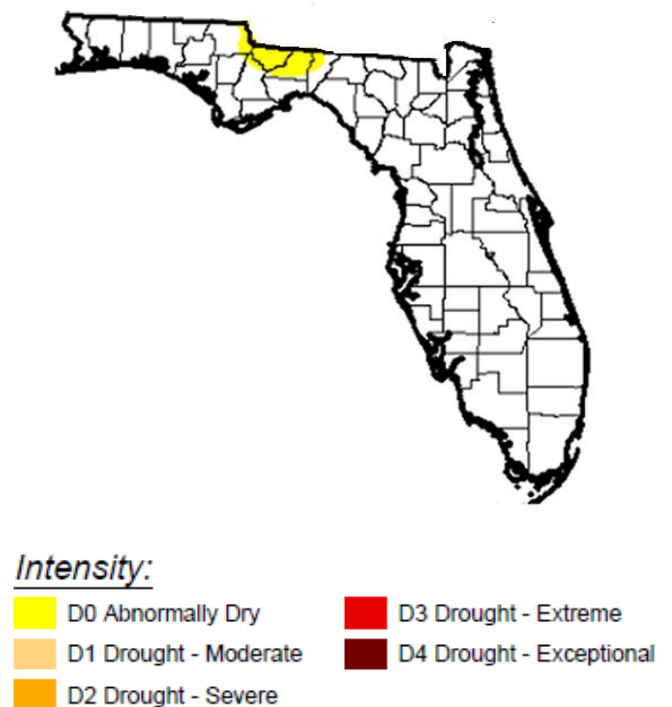 Intensity:
D0 Abnormally Dry
D1 Drought - Moderate
D2 Drought - Severe
D3 Drought - Extreme
D4 Drought - Exceptional